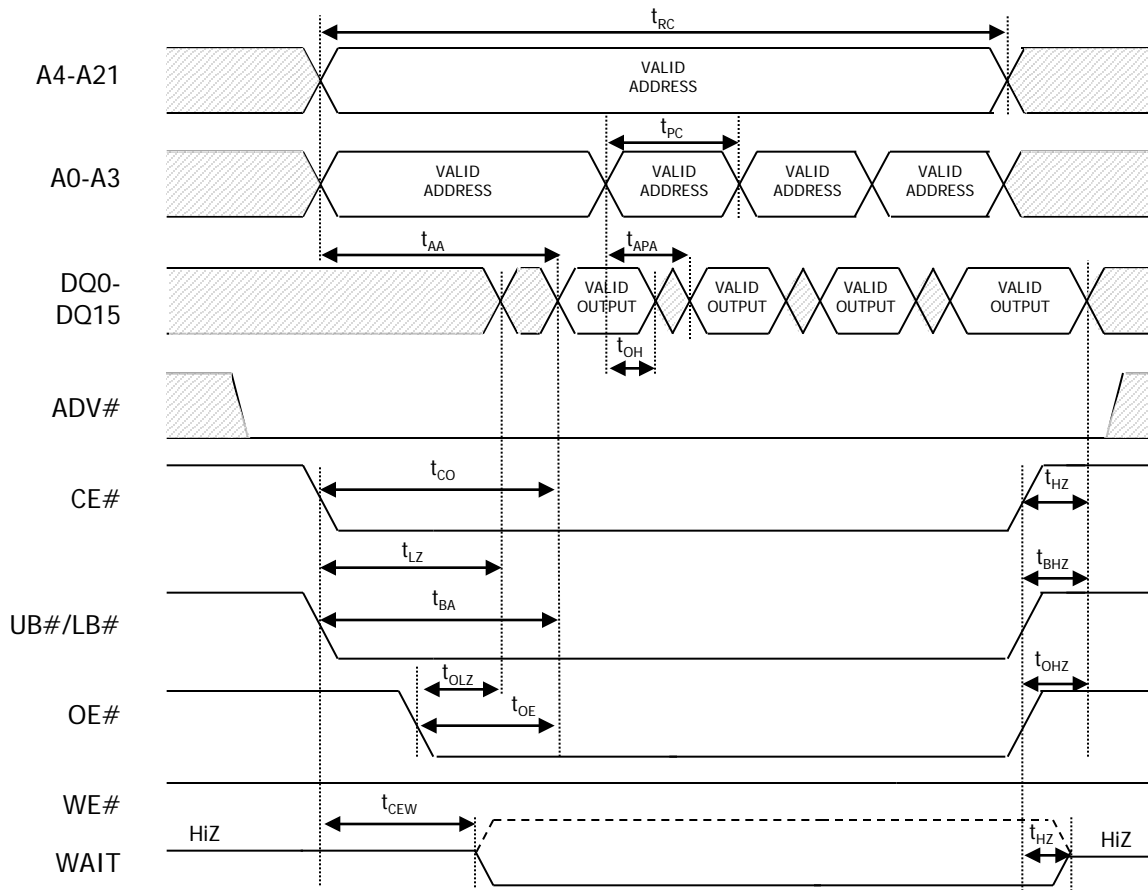 tRC
A4-A21
VALID
ADDRESS
tPC
A0-A3
VALID
ADDRESS
VALID
ADDRESS
VALID
ADDRESS
VALID
ADDRESS
tAA
tAPA
DQ0-
DQ15
VALID
OUTPUT
VALID
OUTPUT
VALID
OUTPUT
VALID
OUTPUT
tOH
ADV#
CE#
tCO
tHZ
tLZ
tBHZ
UB#/LB#
tBA
tOLZ
tOHZ
OE#
tOE
WE#
tCEW
HiZ
tHZ
HiZ
WAIT